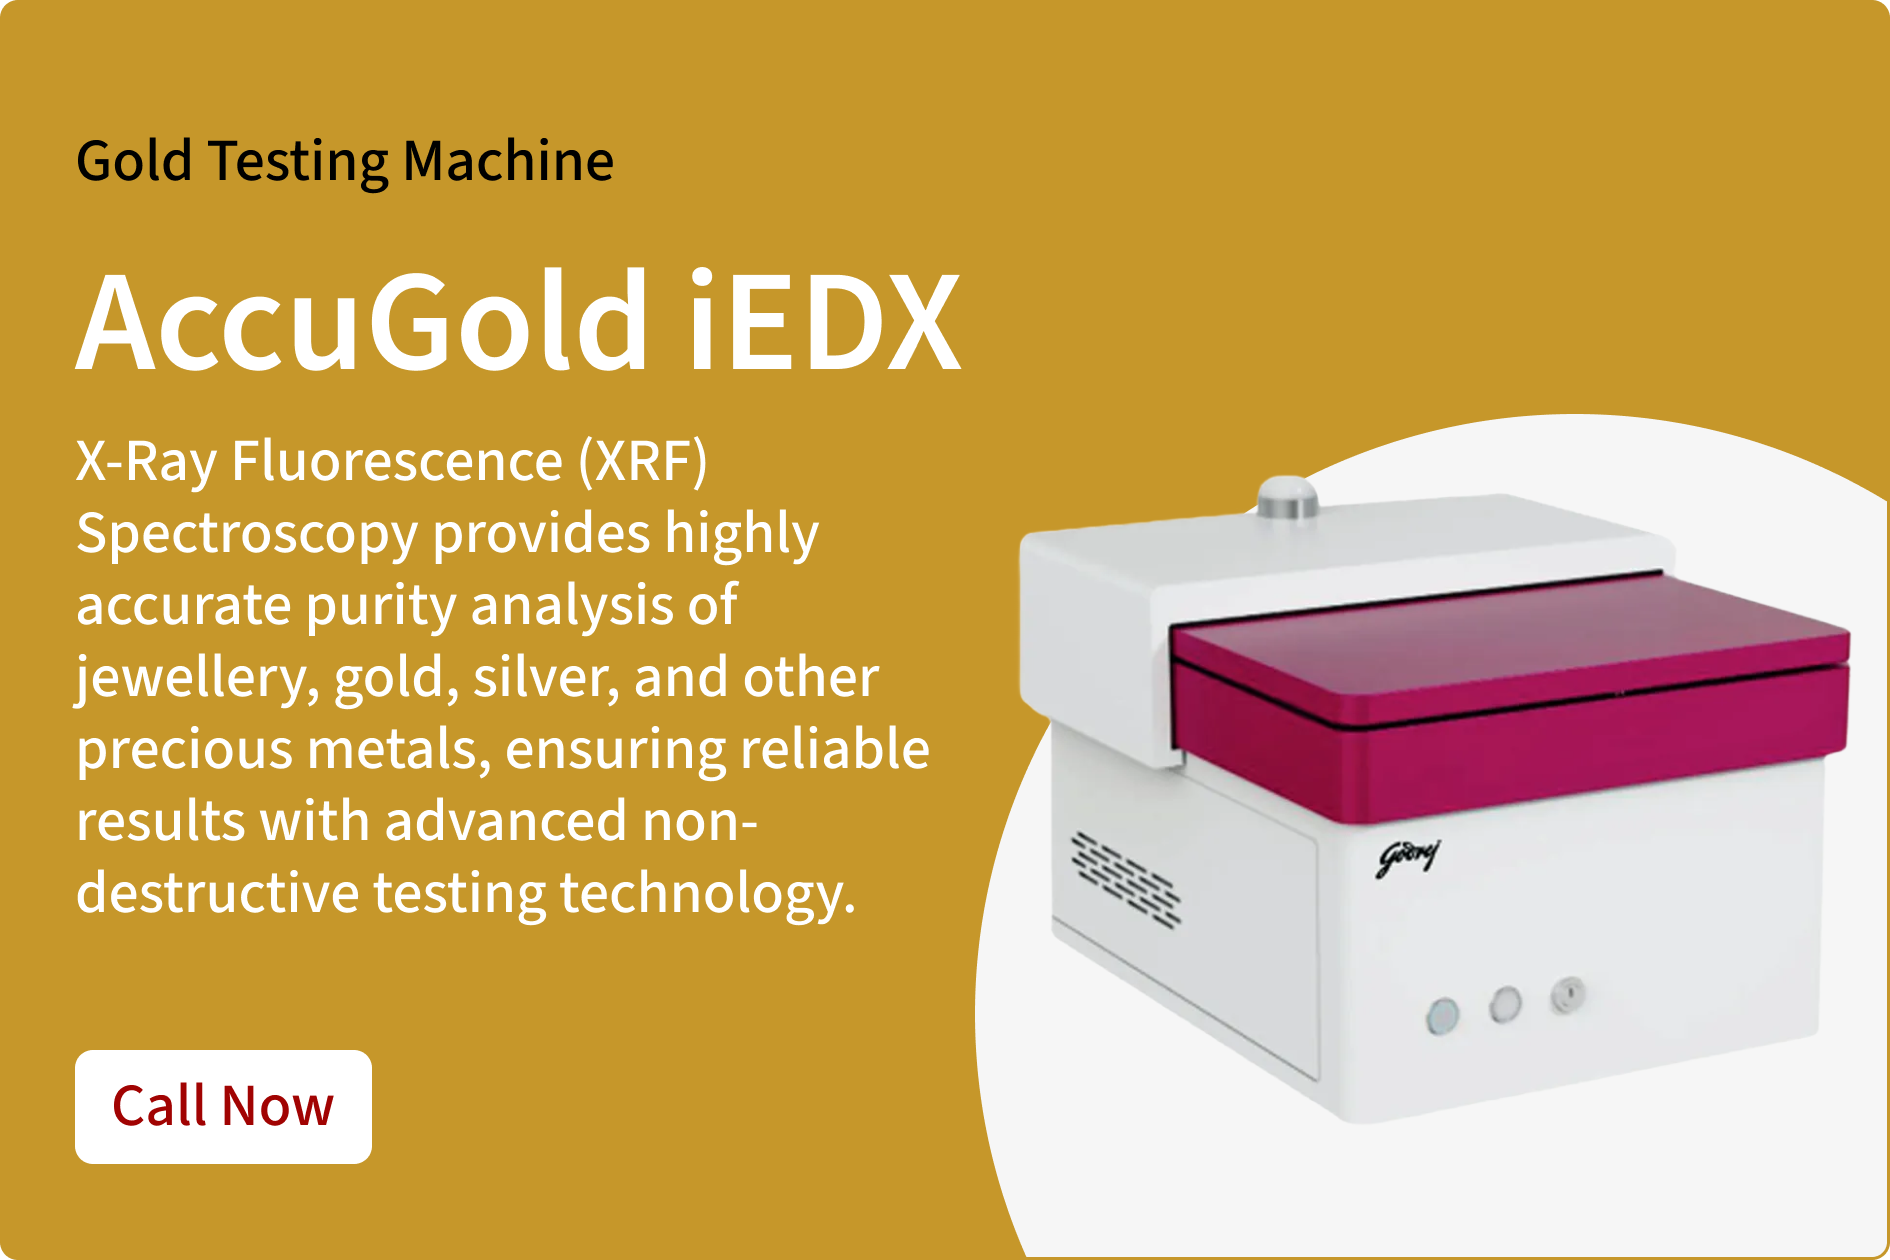 Gold Testing Machine
AccuGold iEDX
X-Ray Fluorescence (XRF)
Spectroscopy provides highly
accurate purity analysis of
jewellery, gold, silver, and other
precious metals, ensuring reliable
results with advanced non-
destructive testing technology.
Godrej
Call Now